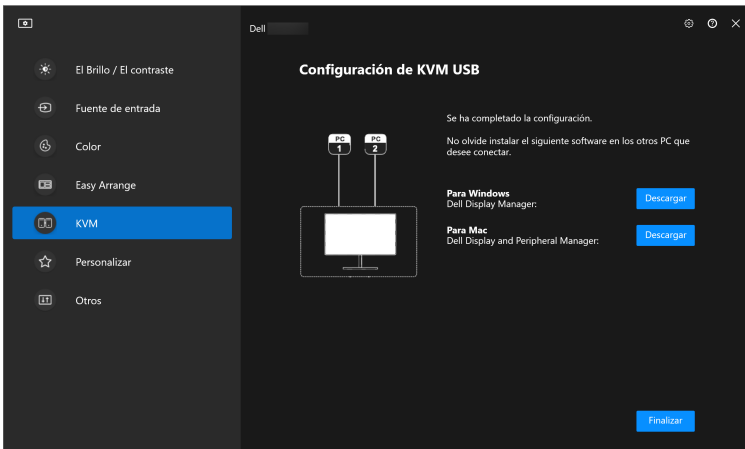 Dell
El Brillo / El contraste
Fuente de entrada
Color
Easy Arrange
KVM
Personalizar
Otros
Configuración de KVM USB
PC
1
PC
2
Se ha completado la configuración.
No olvide instalar el siguiente software en los otros PC que
desee conectar.
Para Windows
Dell Display Manager:
Descargar
Para Mac
Dell Display and Peripheral Manager:
Descargar
Finalizar